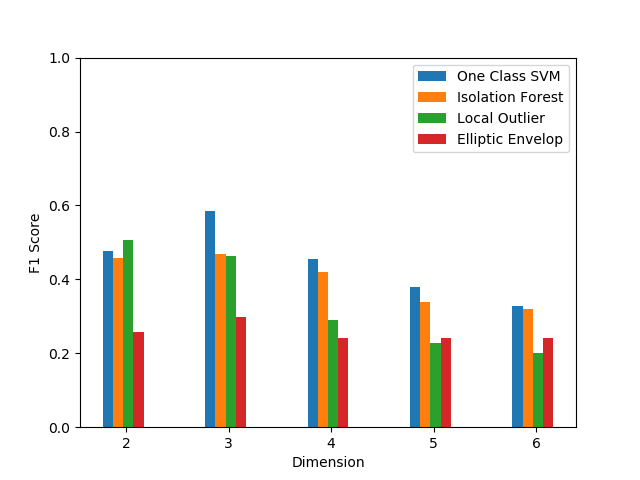 1.0
0.8
0.6
0.4
0.2
0.0
F1 Score
One Class SVM
Isolation Forest
Local Outlier
Elliptic Envelop
2 3 4 5 6
Dimension